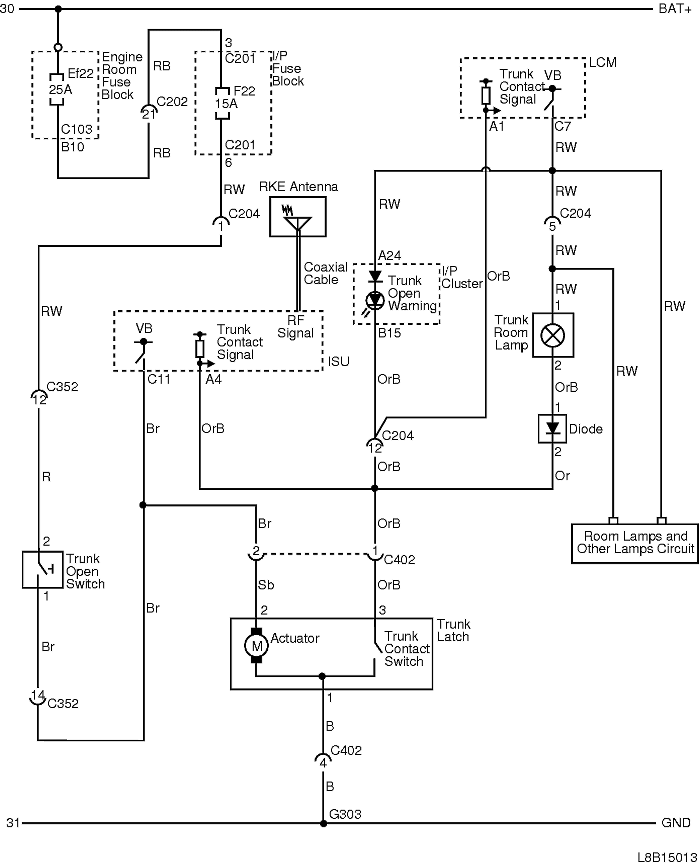 30
BAT+
Engine
Room
Fuse
Block
Ef22
25A
C103
B10
RB
C202
21
RB
3
C201
I/P
Fuse
Block
F22
15A
C201
6
RW
C204
1
RKE Antenna
Coaxial
Cable
RF
Signal
LCM
Trunk
Contact
Signal
VB
A1
C7
RW
RW
RW
C204
5
RW
A24
I/P
Cluster
Trunk
Open
Warning
B15
OrB
OrB
RW
1
Trunk
Room
Lamp
2
OrB
RW
1
Diode
2
Or
RW
VB
Trunk
Contact
Signal
ISU
C11
A4
C352
12
Br
OrB
C204
12
OrB
R
Br
OrB
Room Lamps and
Other Lamps Circuit
2
1
C402
2
Trunk
Open
Switch
1
Sb
OrB
Br
Br
2
3
Trunk
Latch
Actuator
M
Trunk
Contact
Switch
14
C352
1
B
C402
4
B
G303
31
GND
L8B15013